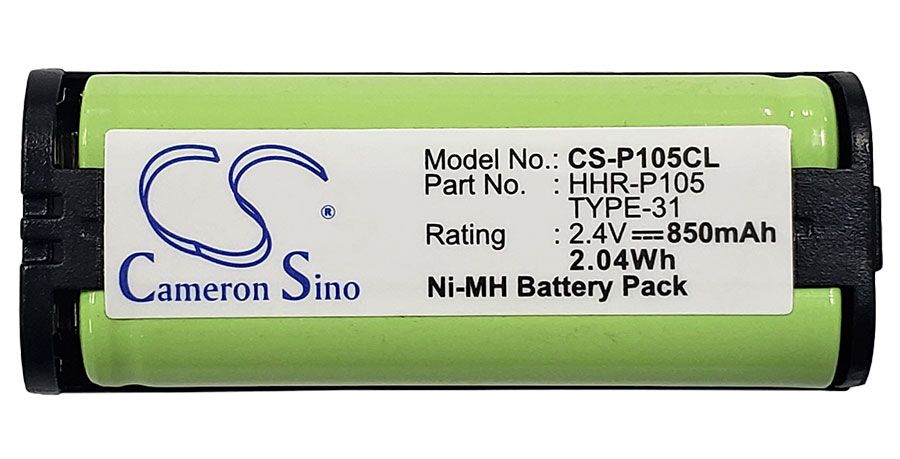 CS
®
Cameron Sino
Model No.: CS-P105CL
Part No. : HHR-P105
TYPE-31
Rating : 2.4V⎓850mAh
2.04Wh
Ni-MH Battery Pack